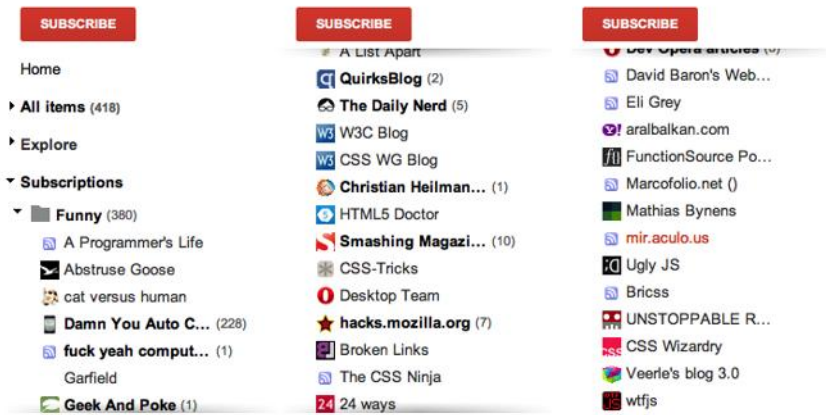 SUBSCRIBE
Home
All items (418)
Explore
Subscriptions
Funny (380)
A Programmer's Life
Abstruse Goose
cat versus human
Damn You Auto C... (228)
fuck yeah comput... (1)
Garfield
Geek And Poke (1)
SUBSCRIBE
A List Apart
QuirksBlog (2)
The Daily Nerd (5)
W3C Blog
CSS WG Blog
Christian Heilman... (1)
HTML5 Doctor
Smashing Magazi... (10)
CSS-Tricks
Desktop Team
hacks.mozilla.org (7)
Broken Links
The CSS Ninja
24 24 ways
SUBSCRIBE
Dev Opera articles
David Baron's Web...
Eli Grey
aralbalkan.com
FunctionSource Po...
Marcofolio.net ()
Mathias Bynens
mir.aculo.us
Ugly JS
Bricss
UNSTOPPABLE R...
CSS Wizardry
Veerle's blog 3.0
wtfjs